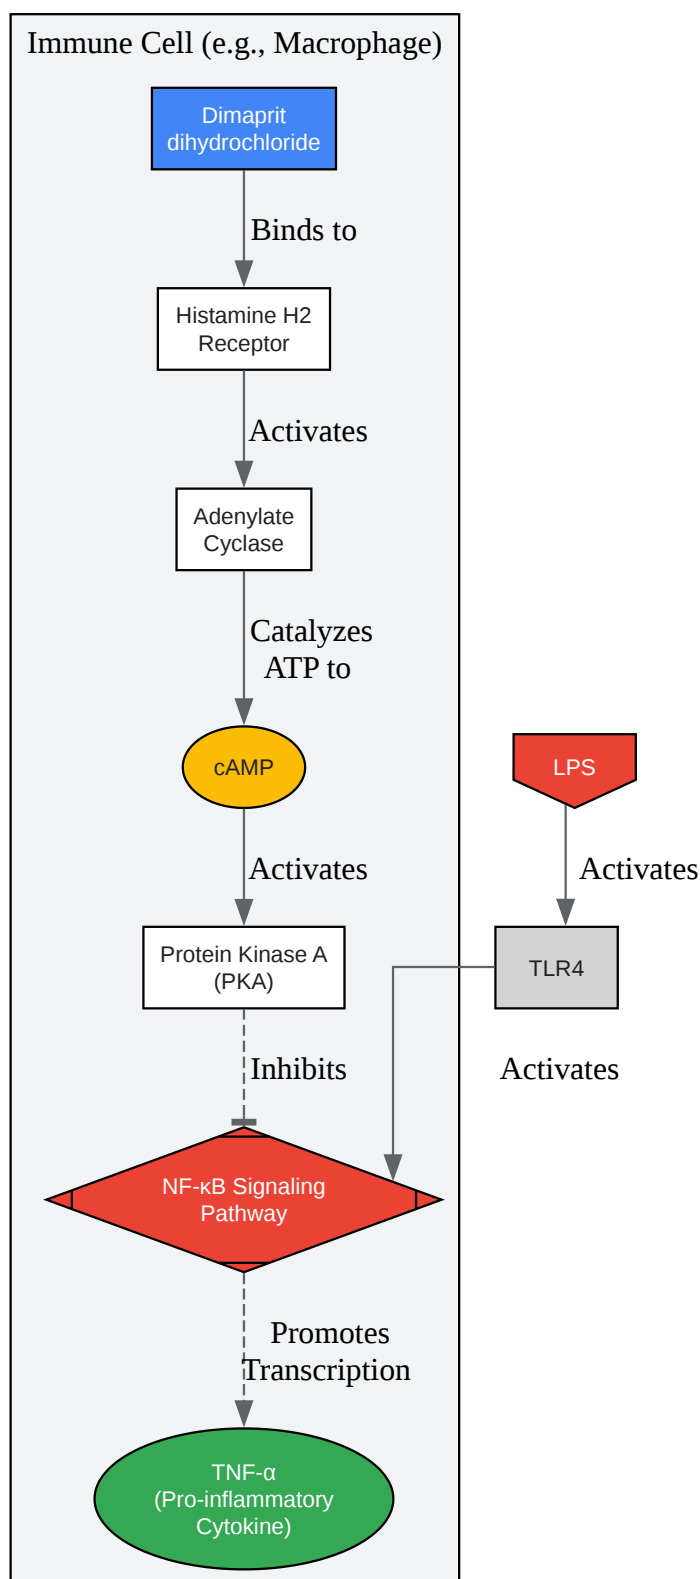 Immune Cell (e.g., Macrophage)
Dimaprit
dihydrochloride
Binds to
Histamine H2
Receptor
Activates
Adenylate
Cyclase
Catalyzes
ATP to
cAMP
LPS
Activates
Activates
Protein Kinase A
(PKA)
TLR4
Inhibits
Activates
NF-κB Signaling
Pathway
Promotes
Transcription
TNF-α
(Pro-inflammatory
Cytokine)